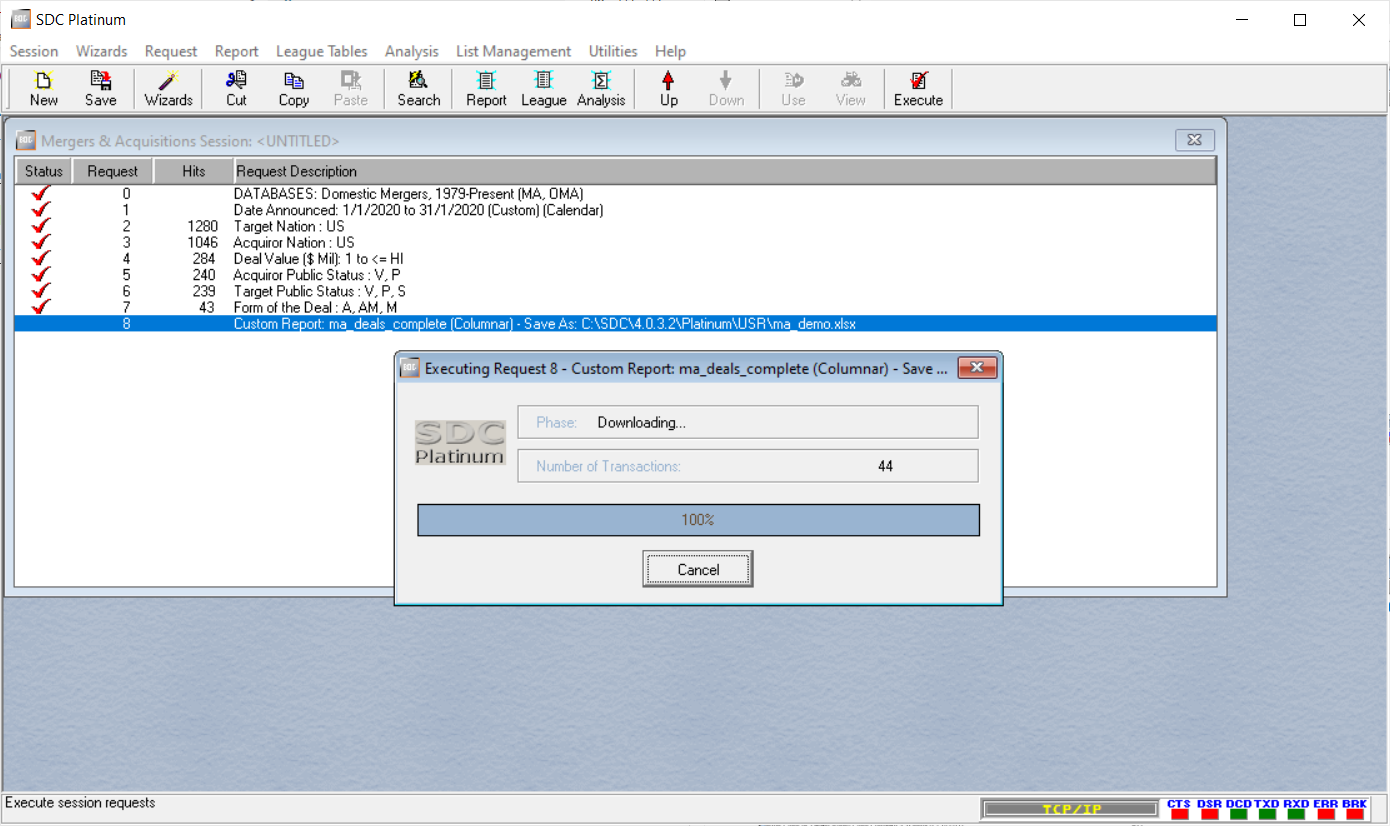 SDC Platinum
Session Wizards Request Report League Tables Analysis List Management Utilities Help
New Save Wizards Cut Copy Paste Search Report League Analysis Up Down Use View Execute
Mergers & Acquisitions Session: <UNTITLED>
Status Request Hits Request Description
0 DATABASES: Domestic Mergers, 1979-Present (MA, OMA)
1 Date Announced: 1/1/2020 to 31/1/2020 (Custom) (Calendar)
2 1280 Target Nation : US
3 1046 Acquiror Nation : US
4 284 Deal Value ($ Mil): 1 to <= HI
5 240 Acquiror Public Status : V, P
6 239 Target Public Status : V, P, S
7 43 Form of the Deal : A, AM, M
8 Custom Report: ma_deals_complete (Columnar) - Save As: C:\SDC\4.0.3.2\Platinum\USR\ma_demo.xlsx
Executing Request 8 - Custom Report: ma_deals_complete (Columnar) - Save ...
SDC
Platinum
Phase: Downloading...
Number of Transactions: 44
100%
Cancel
Execute session requests
TCP/IP
CTS DSR DCD TXD RXD ERR BRK